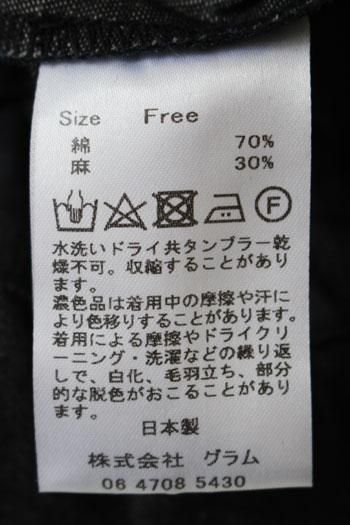 Size Free
綿 70%
麻 30%
F
水洗いドライ共タンブラー乾
燥不可。収縮することがあり
ます。
濃色品は着用中の摩擦や汗に
より色移りすることがあります。
着用による摩擦やドライクリ
ーニング・洗濯などの繰り返
しで、白化、毛羽立ち、部分
的な脱色がおこることがあり
ます。
日本製
株式会社 グラム
06 4708 5430